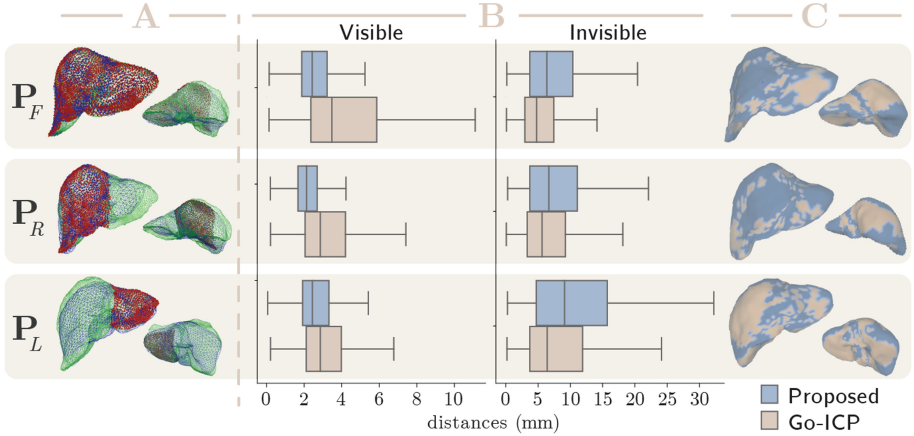 A
B
C
Visible
Invisible
P_F
P_R
P_L
0 2 4 6 8 10
0 5 10 15 20 25 30
distances (mm)
Proposed
Go-ICP